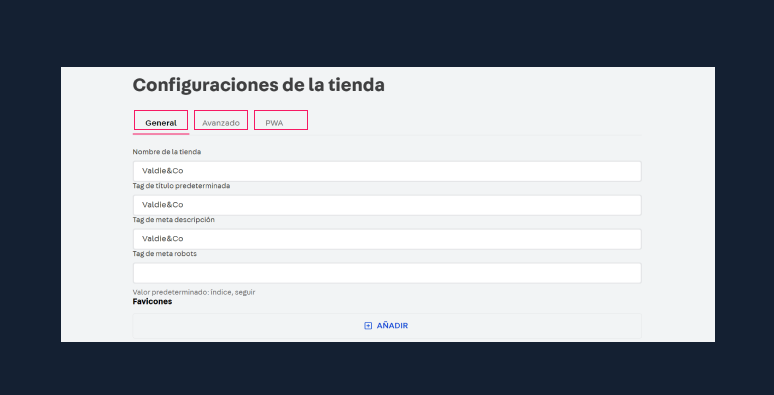 Configuraciones de la tienda
General Avanzado PWA
Nombre de la tienda
Valdie&Co
Tag de título predeterminada
Valdie&Co
Tag de meta descripción
Valdie&Co
Tag de meta robots
Valor predeterminado: índice, seguir
Favicones
AÑADIR